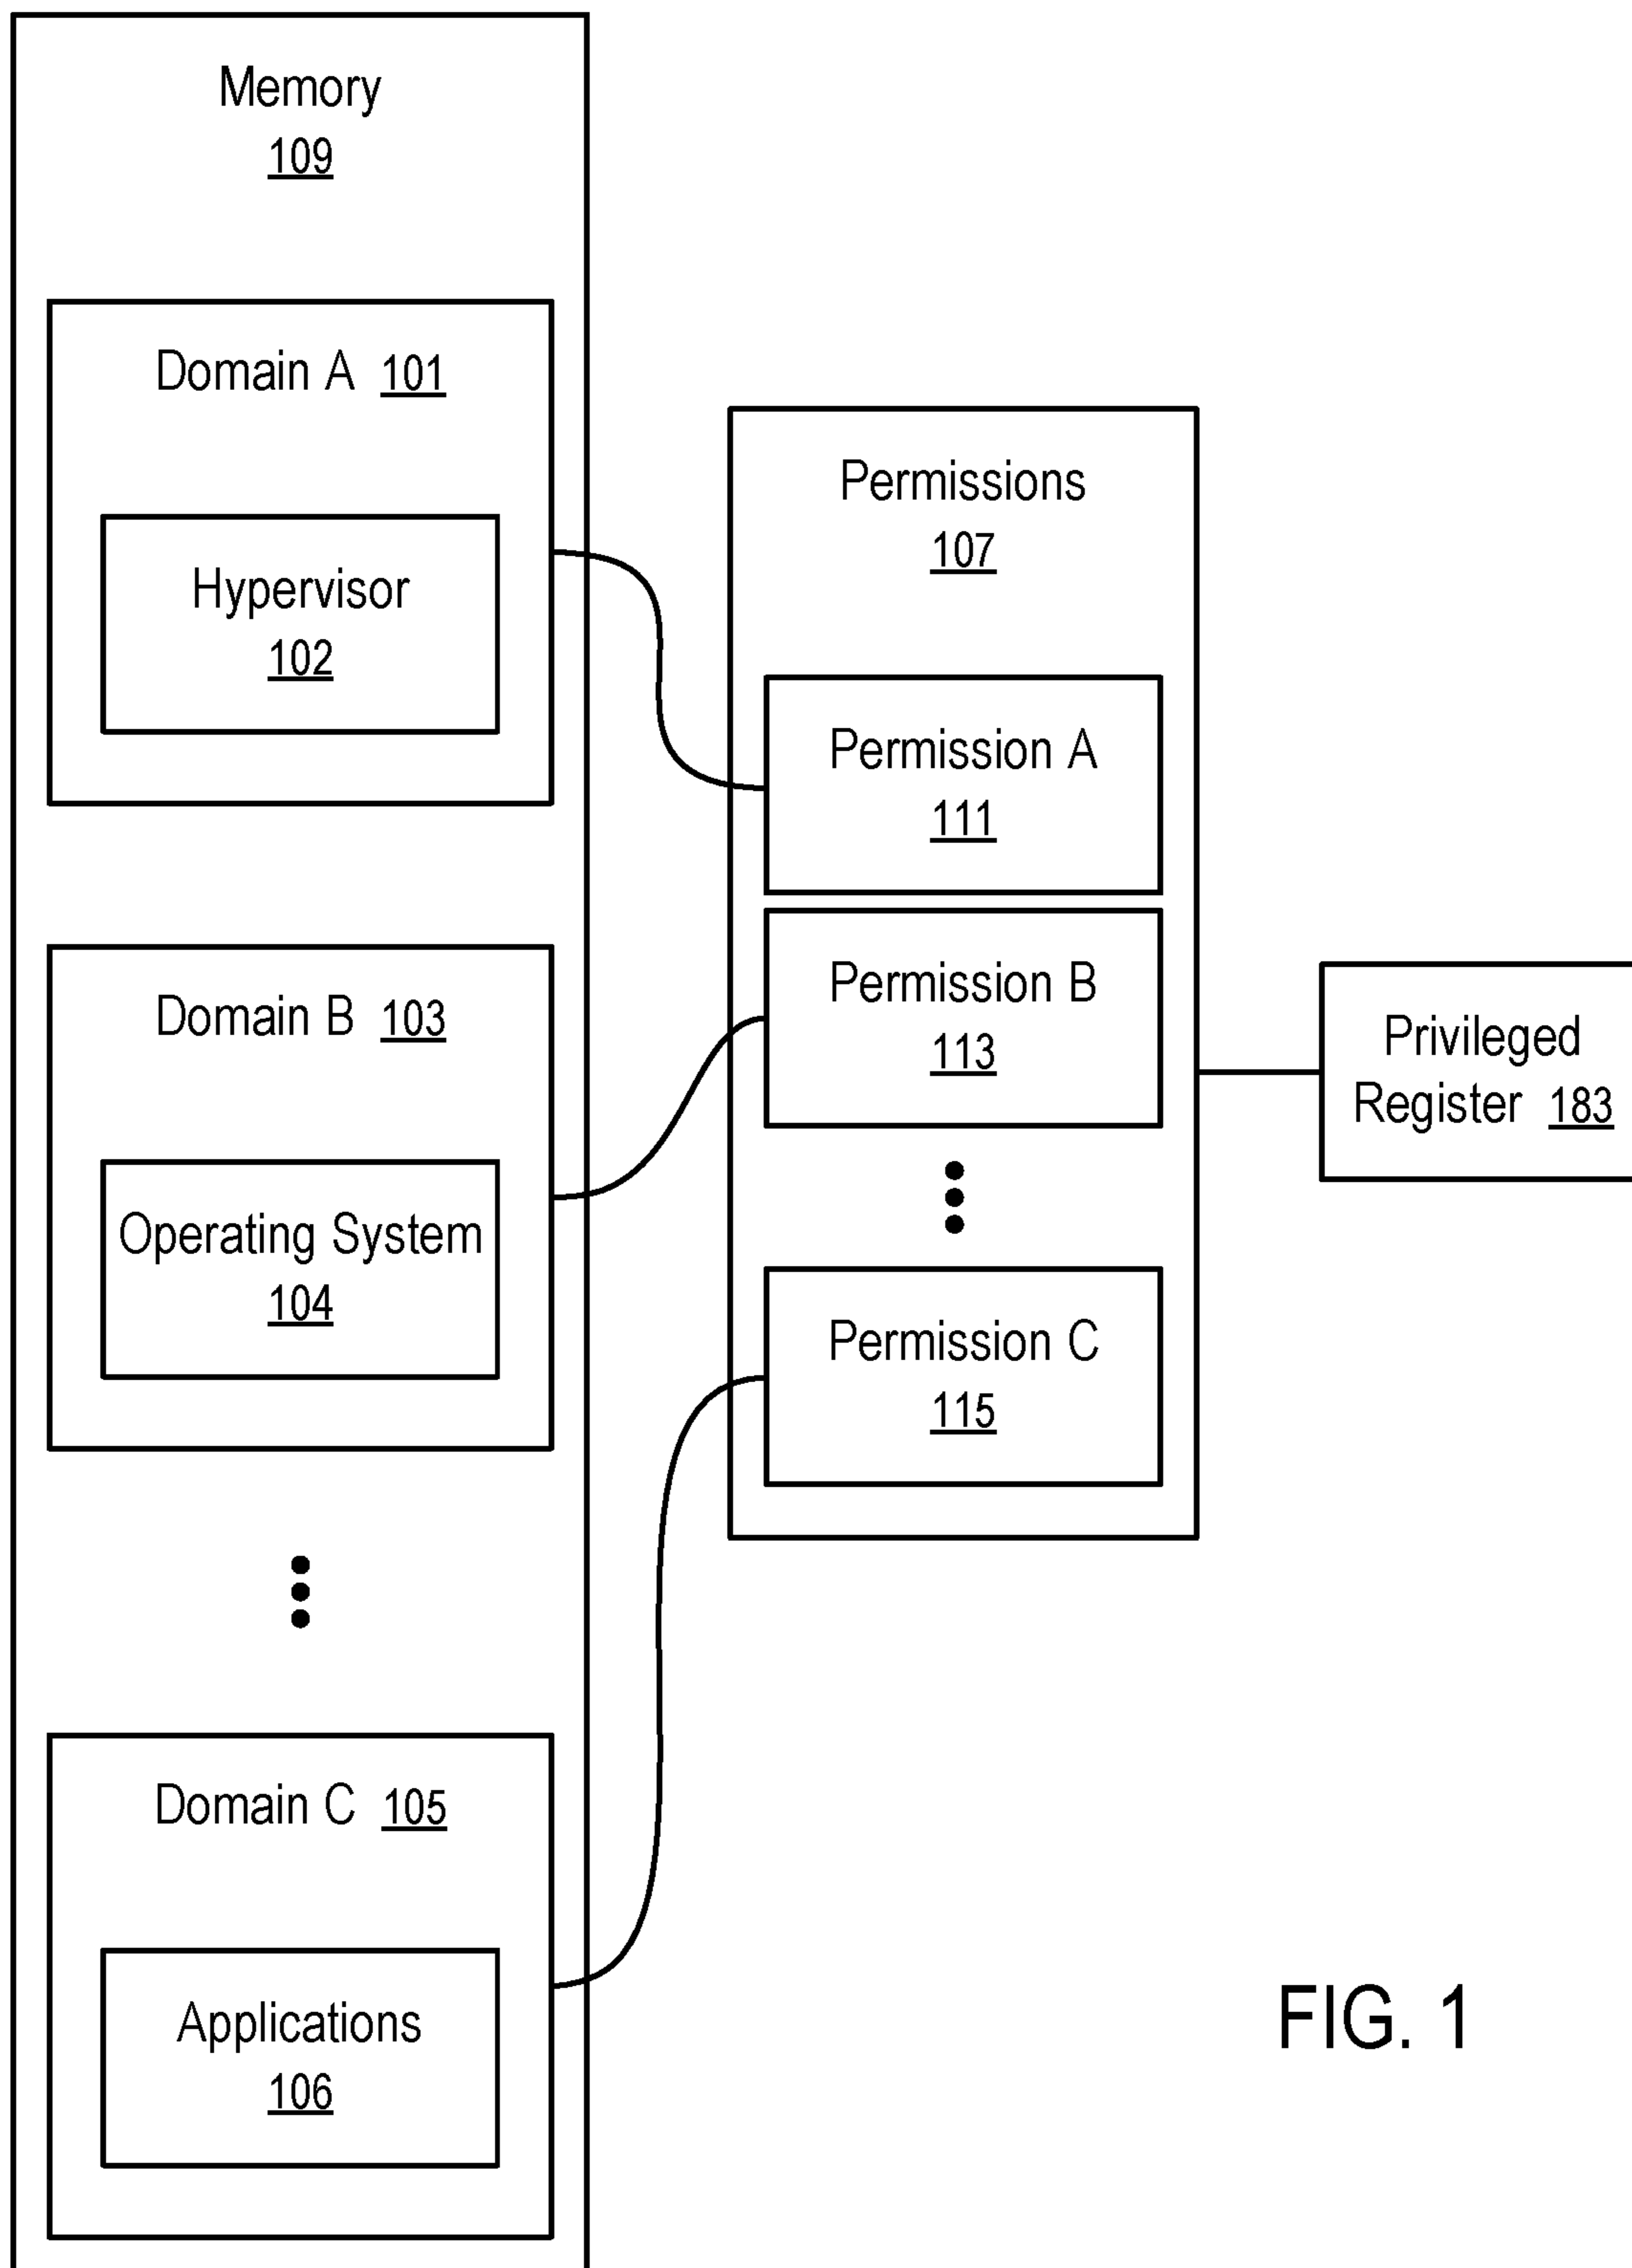 Memory
109
Domain A 101
Hypervisor
102
Domain B 103
Operating System
104
Domain C 105
Applications
106
Permissions
107
Permission A
111
Permission B
113
Permission C
115
Privileged
Register 183
FIG. 1